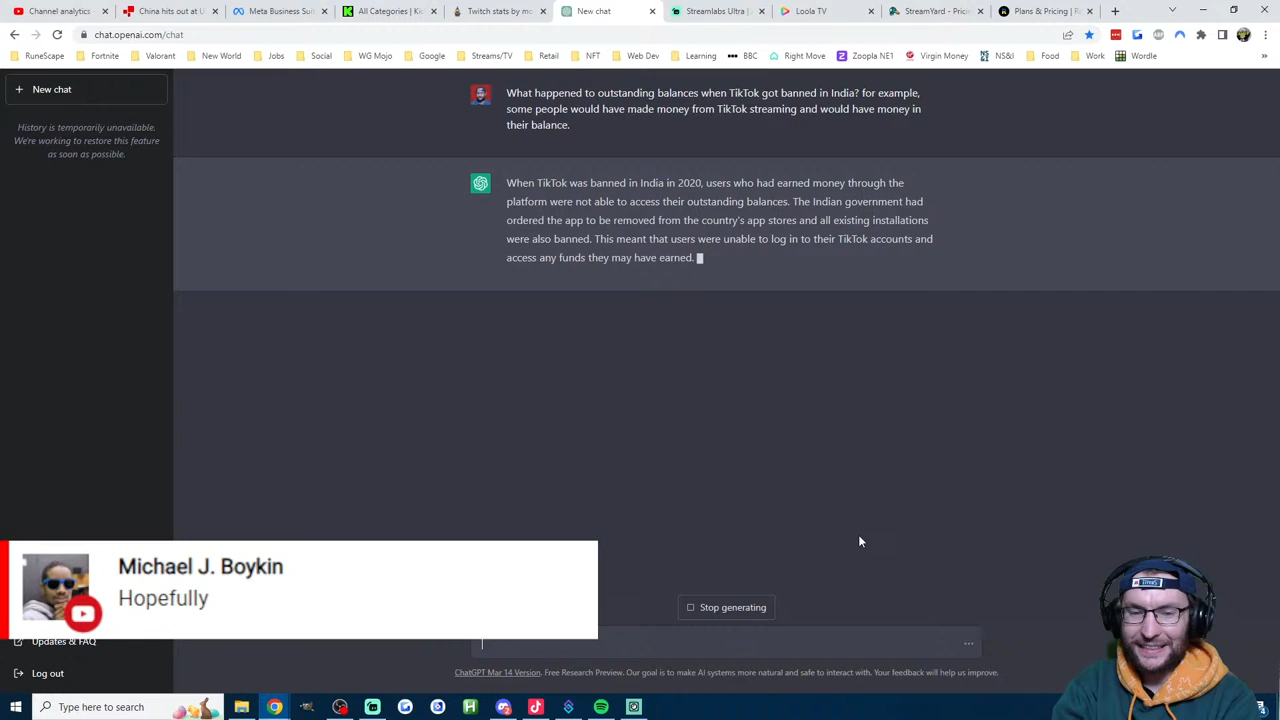 Channel analytics
China hits out at U
Meta Business Suit
All Categories | Kic
Twitch stats by mo
New chat
Streamlabs Ultra | 
Loola TV
StreamYard - Prici
Plans & Pricing | R
chat.openai.com/chat
RuneScape
Fortnite
Valorant
New World
Jobs
Social
WG Mojo
Google
Streams/TV
Retail
NFT
Web Dev
Learning
BBC
Right Move
Zoopla NE1
Virgin Money
NS&I
Food
Work
Wordle
»
+ New chat
History is temporarily unavailable.
We're working to restore this feature
as soon as possible.
What happened to outstanding balances when TikTok got banned in India? for example,
some people would have made money from TikTok streaming and would have money in
their balance.
When TikTok was banned in India in 2020, users who had earned money through the
platform were not able to access their outstanding balances. The Indian government had
ordered the app to be removed from the country's app stores and all existing installations
were also banned. This meant that users were unable to log in to their TikTok accounts and
access any funds they may have earned.
Michael J. Boykin
Hopefully
Stop generating
Updates & FAQ
Log out
ChatGPT Mar 14 Version. Free Research Preview. Our goal is to make AI systems more natural and safe to interact with. Your feedback will help us improve.
Type here to search